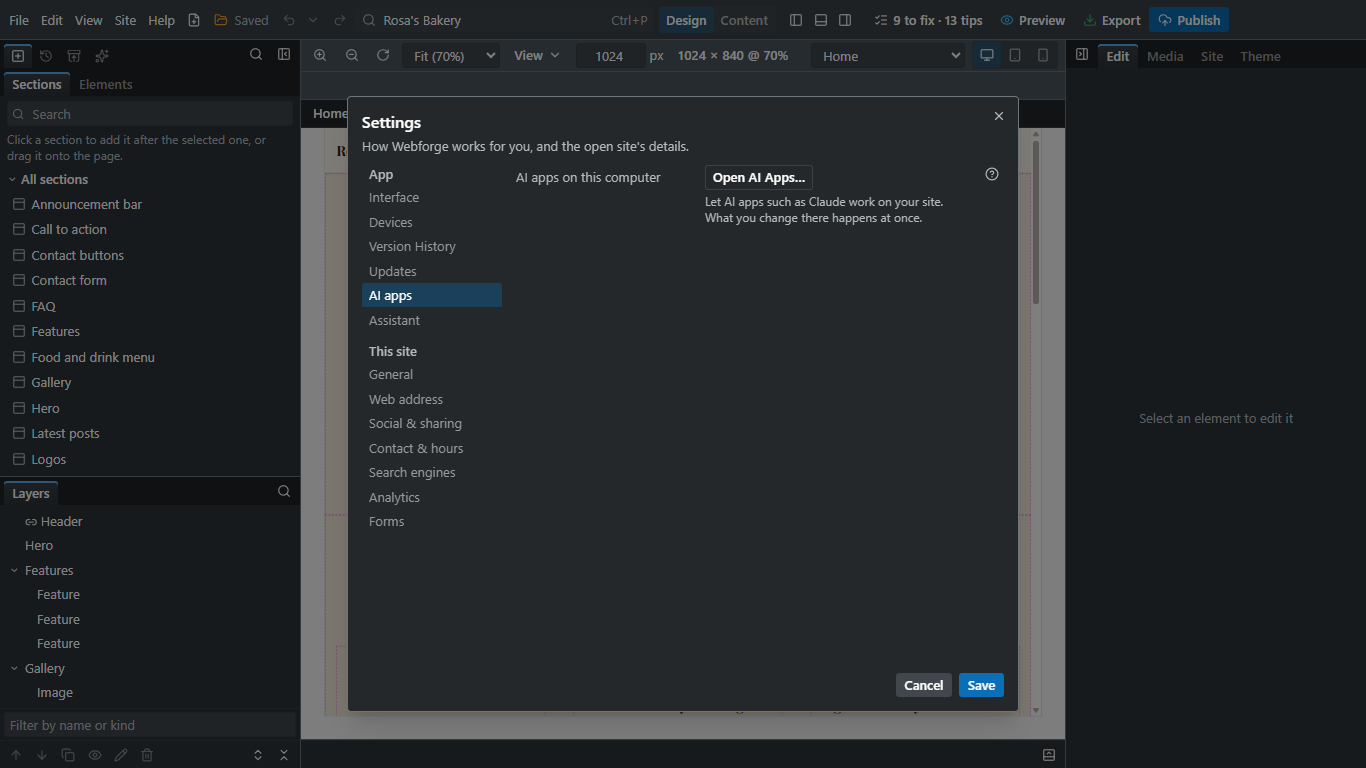 File Edit View Site Help Saved Rosa's Bakery Ctrl+P Design Content 9 to fix · 13 tips Preview Export Publish
Fit (70%) View 1024 px 1024 × 840 @ 70% Home
Edit Media Site Theme
Sections Elements
Search
Click a section to add it after the selected one, or
drag it onto the page.
All sections
Announcement bar
Call to action
Contact buttons
Contact form
FAQ
Features
Food and drink menu
Gallery
Hero
Latest posts
Logos
Layers
Header
Hero
Features
Feature
Feature
Feature
Gallery
Image
Filter by name or kind
Home
Settings
How Webforge works for you, and the open site's details.
App
Interface
Devices
Version History
Updates
AI apps
Assistant
This site
General
Web address
Social & sharing
Contact & hours
Search engines
Analytics
Forms
AI apps on this computer
Open AI Apps...
Let AI apps such as Claude work on your site.
What you change there happens at once.
Cancel Save
Select an element to edit it